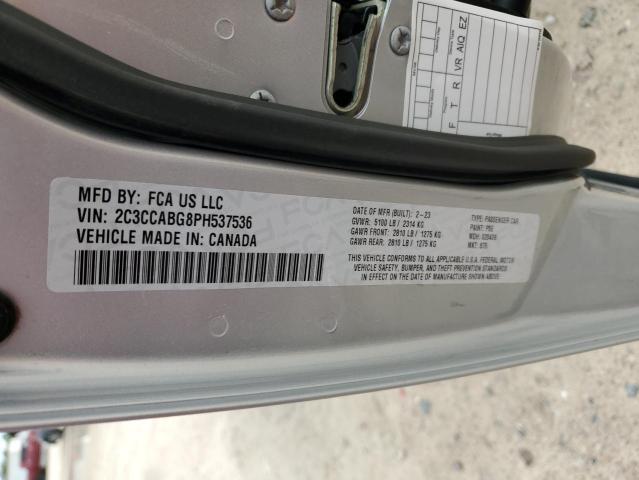 MFD BY: FCA US LLC
VIN: 2C3CCABG8PH537536
VEHICLE MADE IN: CANADA
DATE OF MFR (BUILT): 2-23
GVWR: 5100 LB / 2314 KG
GAWR FRONT: 2810 LB / 1275 KG
GAWR REAR: 2810 LB / 1275 KG
TYPE: PASSENGER CAR
PAINT:
MDH:
MKT:
THIS VEHICLE CONFORMS TO ALL APPLICABLE U.S.A. FEDERAL MOTOR
VEHICLE SAFETY, BUMPER, AND THEFT PREVENTION STANDARDS
IN EFFECT ON THE DATE OF MANUFACTURE SHOWN ABOVE.
F T R VR AIQ EZ